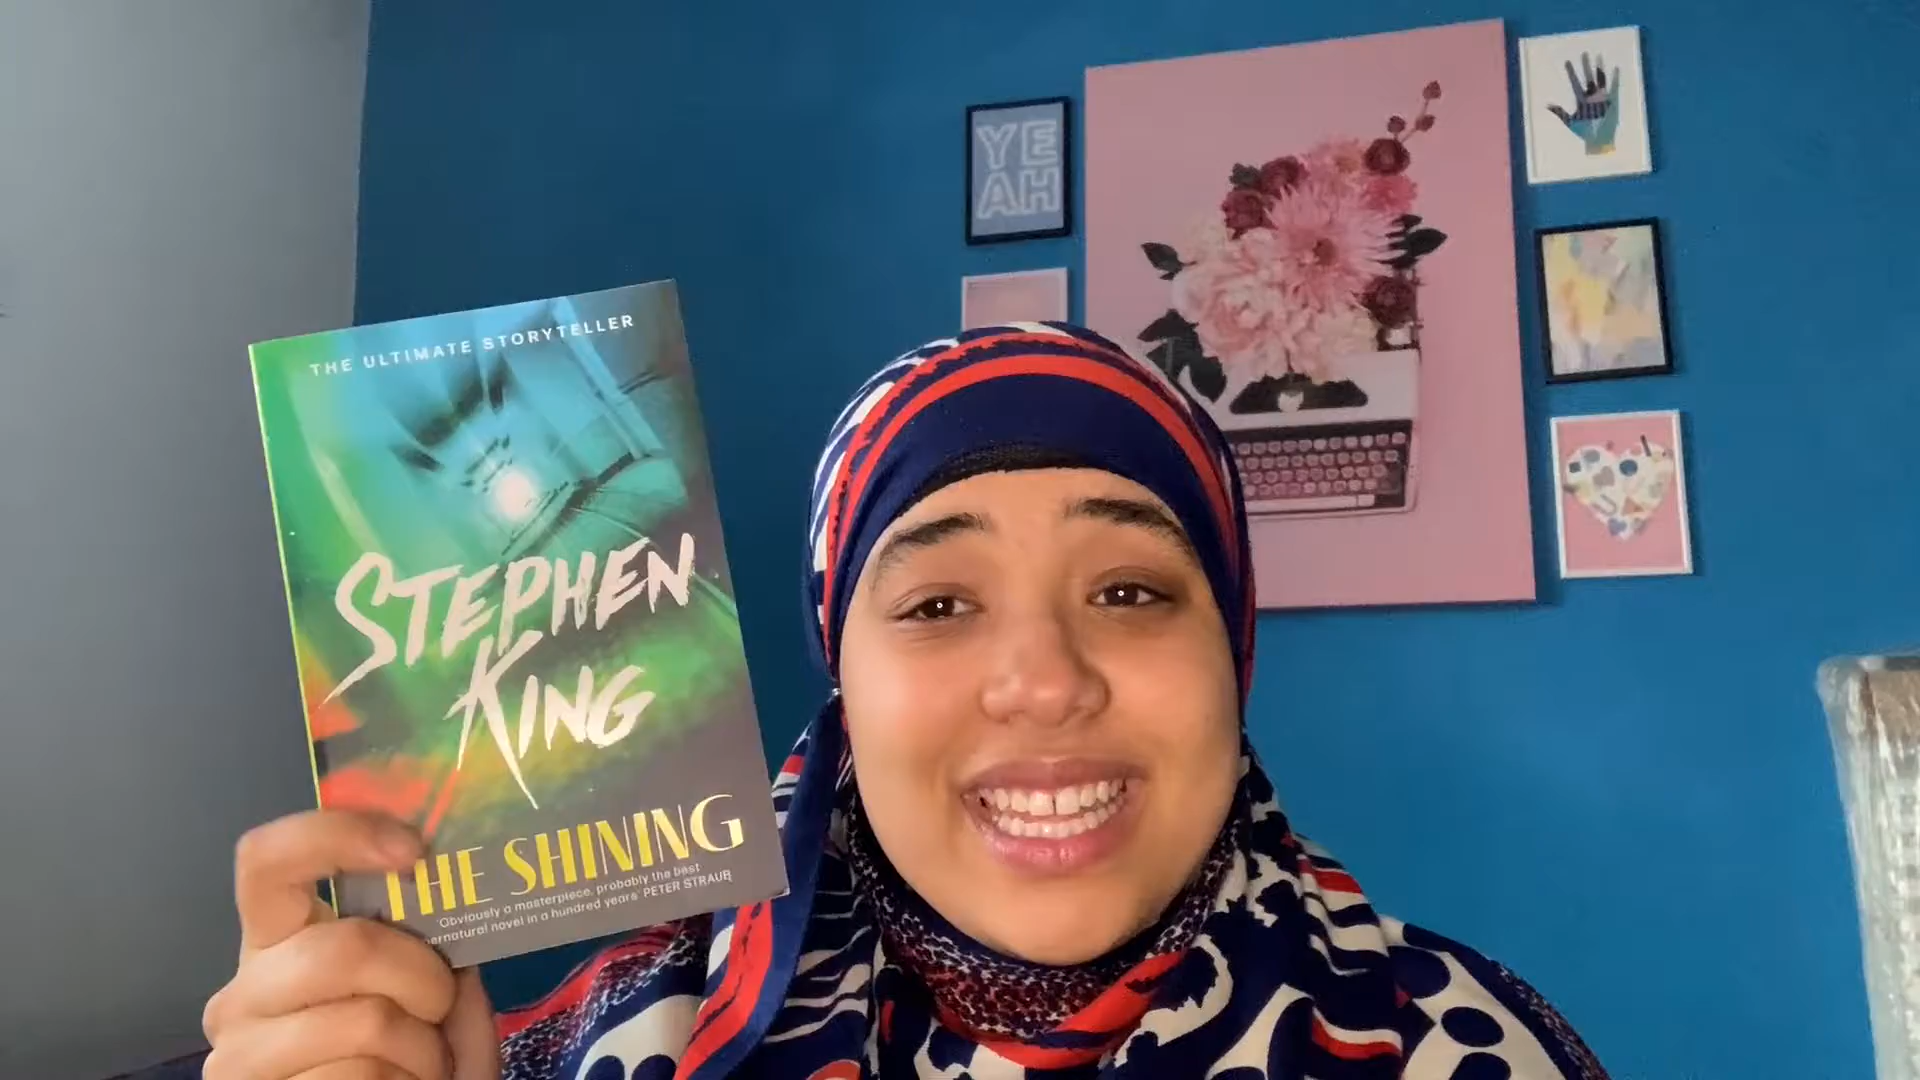 THE ULTIMATE STORYTELLER
STEPHEN
KING
THE SHINING
'Obviously a masterpiece, probably the best
novel in a hundred years' PETER STRAUB
YE
AH